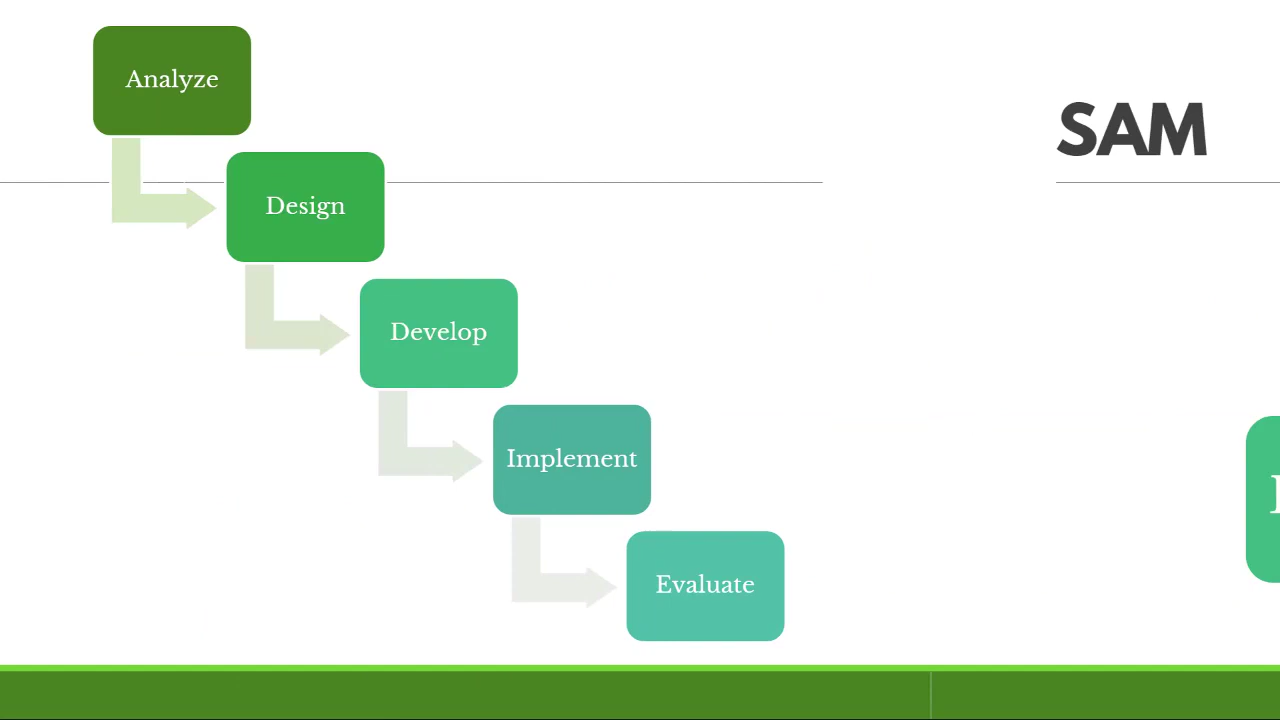 Analyze
SAM
Design
Develop
Implement
Evaluate